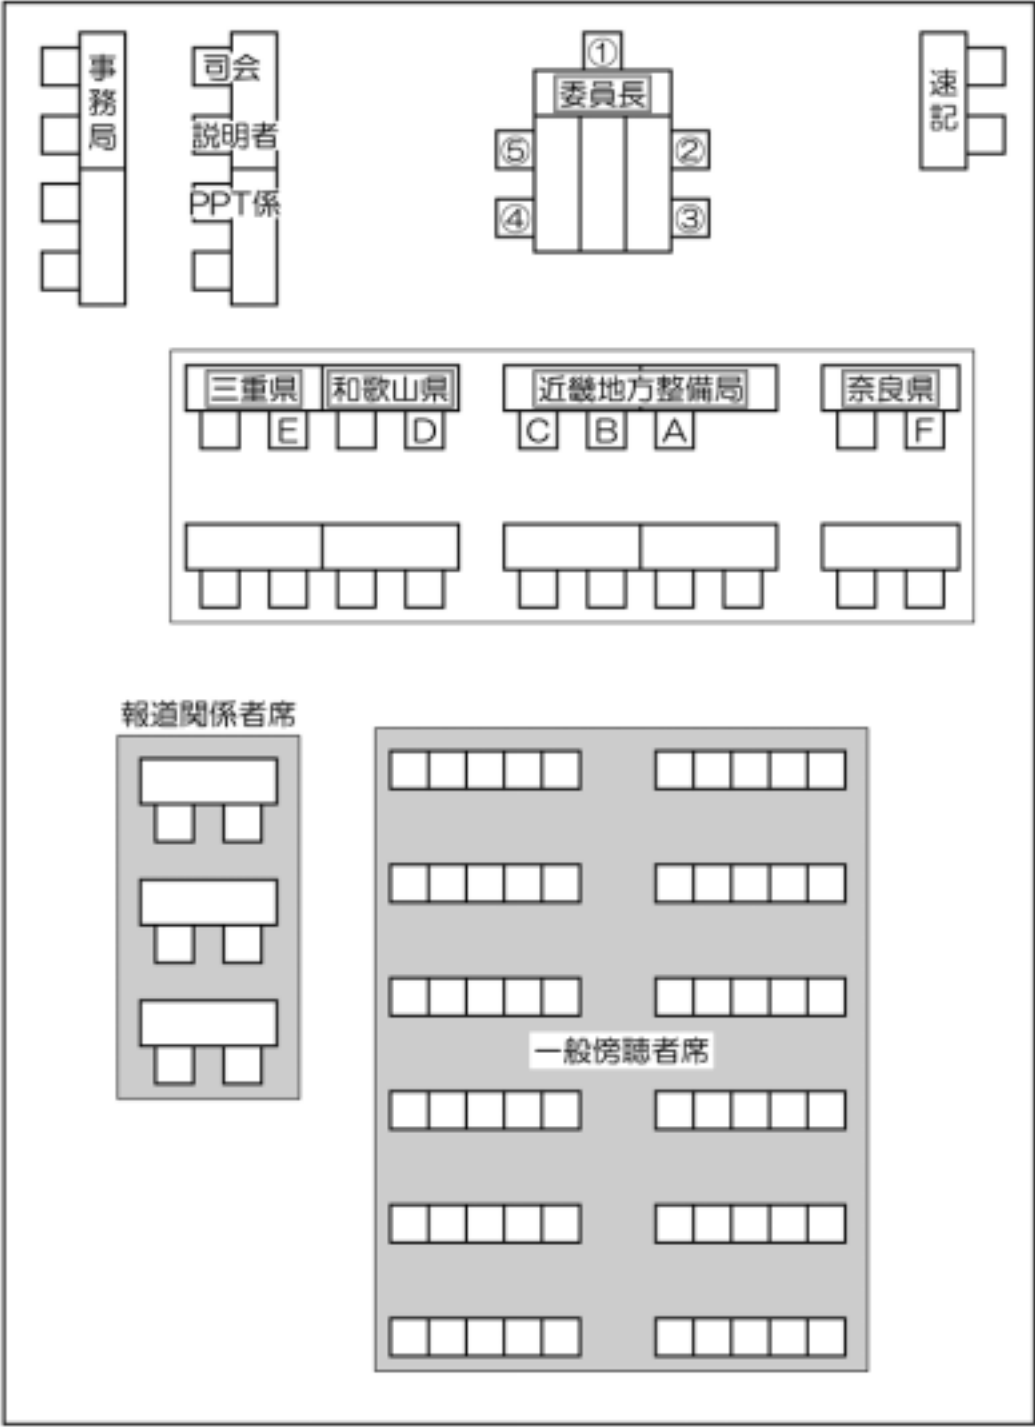 事務局
司会
説明者
PPT係
①
委員長
⑤
②
④
③
速記
三重県
和歌山県
近畿地方整備局
奈良県
E
D
C
B
A
F
報道関係者席
一般傍聴者席